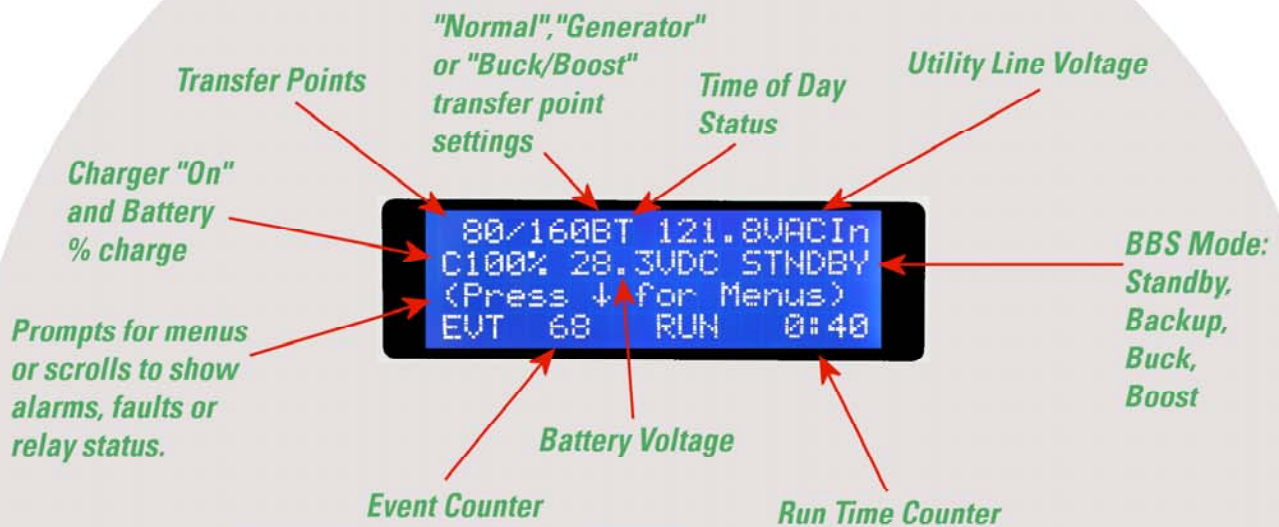 "Normal","Generator"
or "Buck/Boost"
transfer point
settings
Transfer Points
Time of Day
Status
Utility Line Voltage
Charger "On"
and Battery
% charge
80/160BT 121.8VACIn
C100% 28.3VDC STNDBY
(Press ↓ for Menus)
EVT 68 RUN 0:40
BBS Mode:
Standby,
Backup,
Buck,
Boost
Prompts for menus
or scrolls to show
alarms, faults or
relay status.
Battery Voltage
Event Counter
Run Time Counter